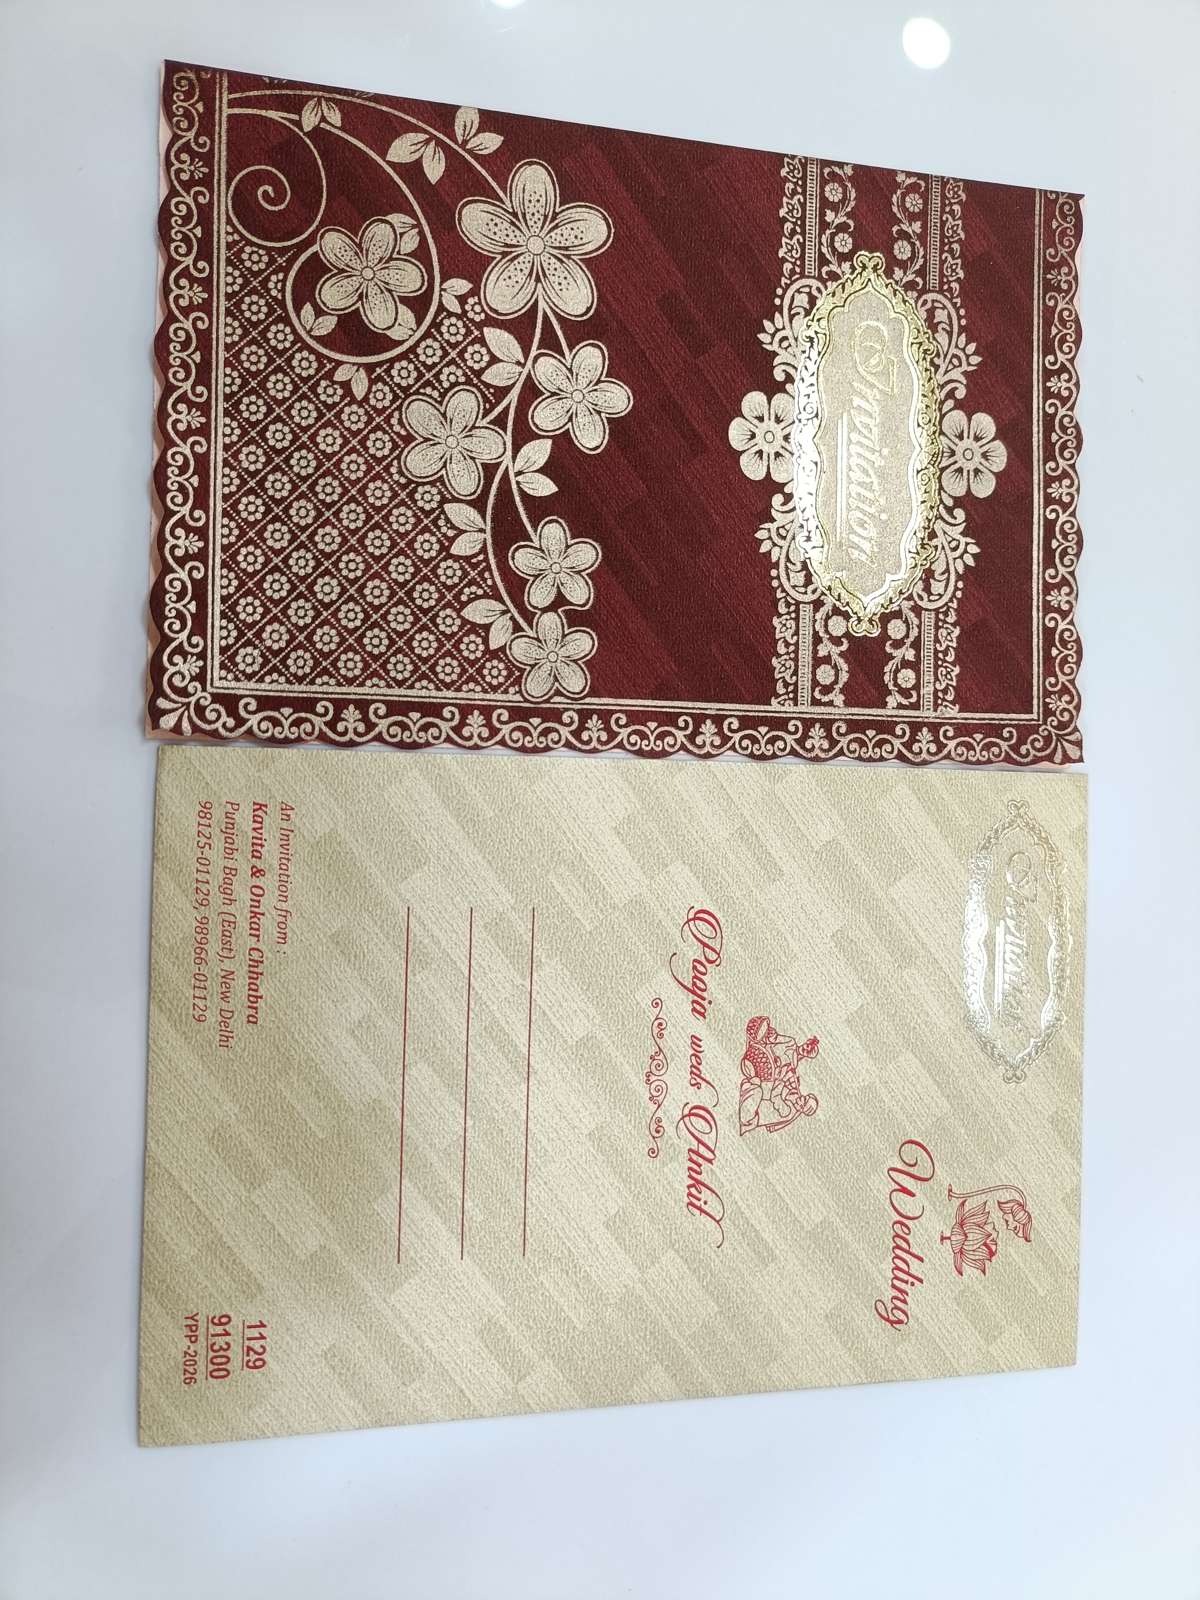 Invitation
Invitation
Wedding
Pooja weds Ankit
An Invitation from :
Kavita & Onkar Chhabra
Punjabi Bagh (East), New Delhi
98125-01129, 98966-01129
1129
91300
YPP-2026